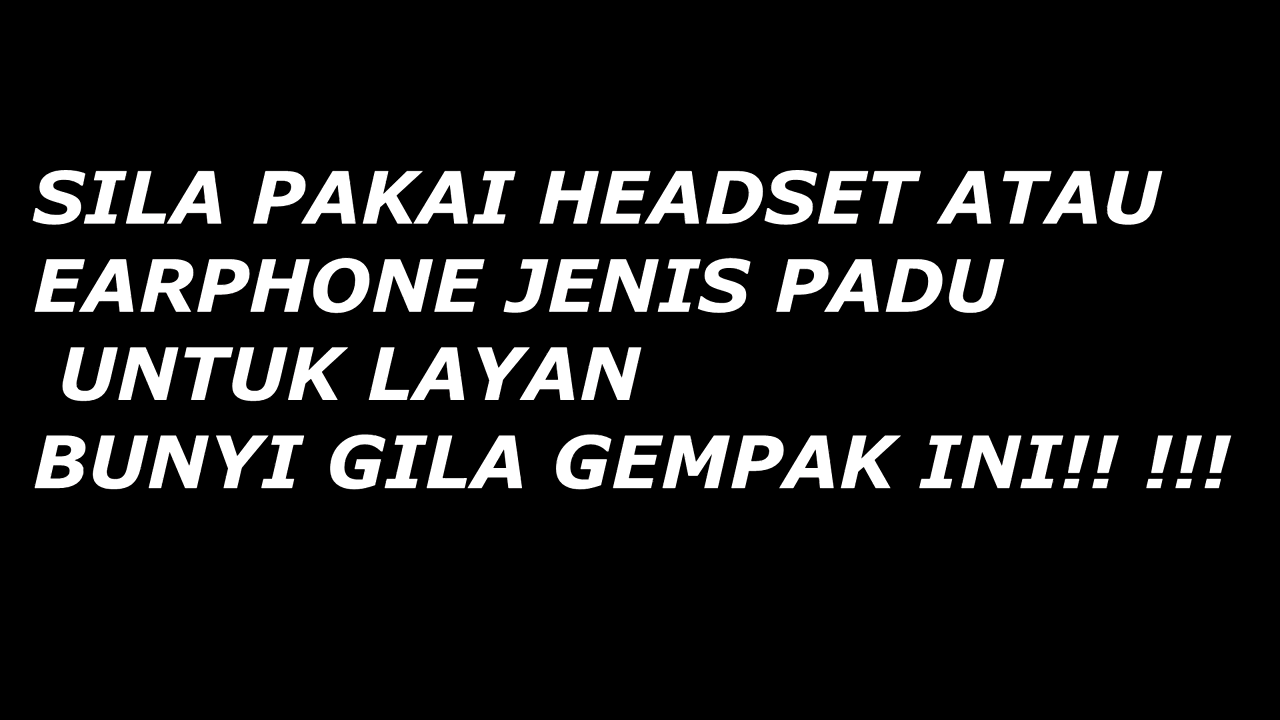 SILA PAKAI HEADSET ATAU
EARPHONE JENIS PADU
UNTUK LAYAN
BUNYI GILA GEMPAK INI!! !!!